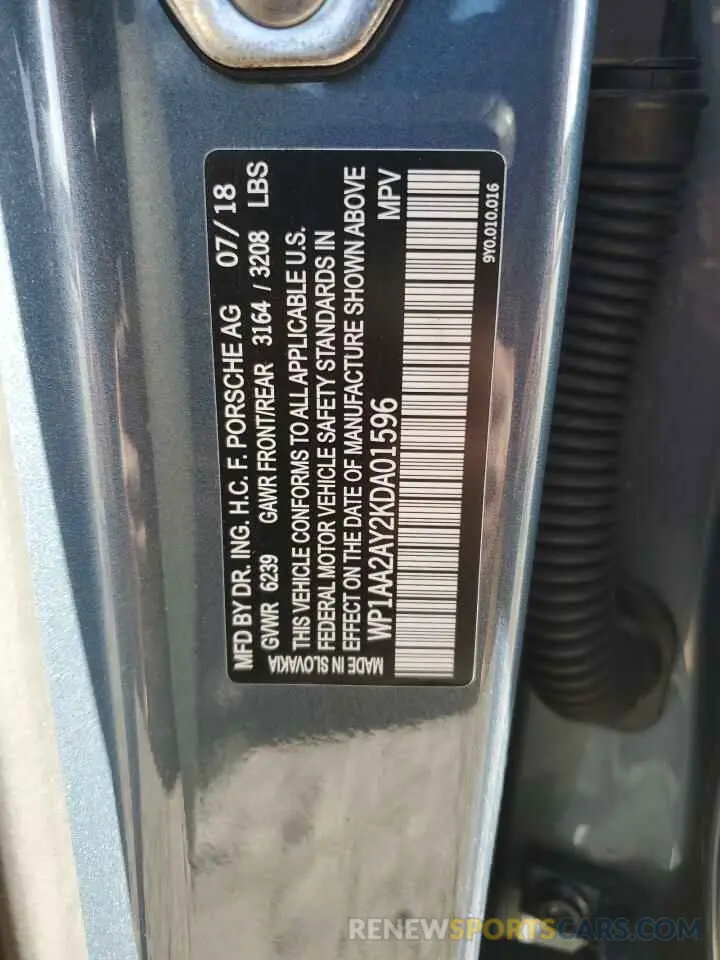 MFD BY DR. ING. H.C. F. PORSCHE AG 07/18
GVWR 6239 GAWR FRONT/REAR 3164 / 3208 LBS
THIS VEHICLE CONFORMS TO ALL APPLICABLE U.S.
FEDERAL MOTOR VEHICLE SAFETY STANDARDS IN
EFFECT ON THE DATE OF MANUFACTURE SHOWN ABOVE
MADE IN SLOVAKIA
WP1AA2AY2KDA01596 MPV
9Y0.010.016
RENEWSPORTSCARS.COM